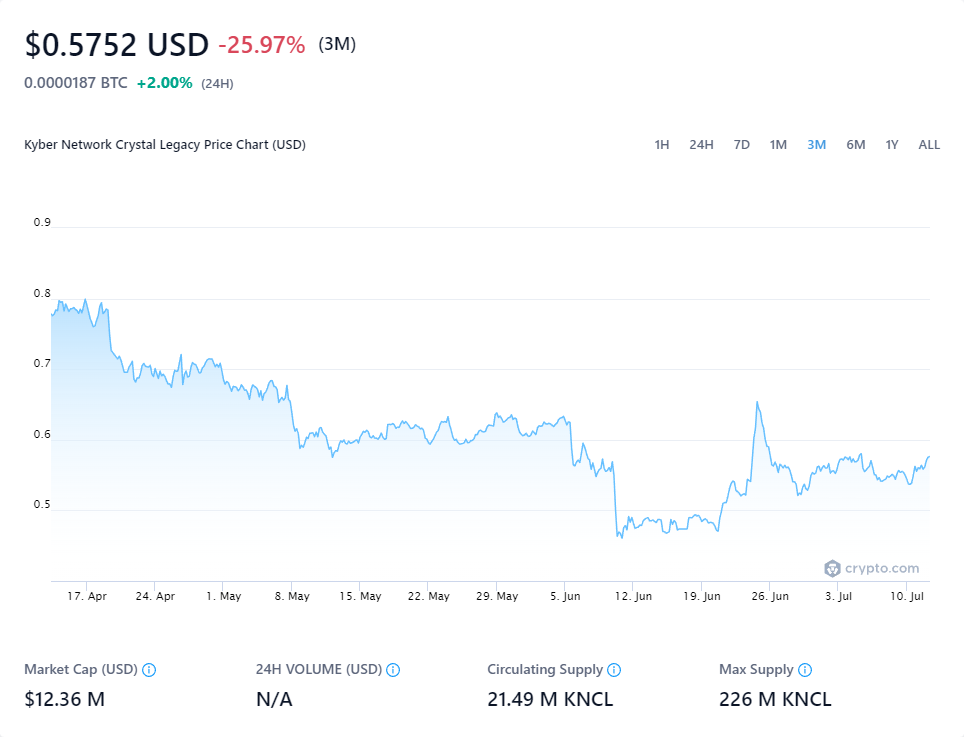 $0.5752 USD -25.97% (3M)
0.0000187 BTC +2.00% (24H)
Kyber Network Crystal Legacy Price Chart (USD) 1H 24H 7D 1M 3M 6M 1Y ALL
0.9
0.8
0.7
0.6
0.5
crypto.com
17. Apr 24. Apr 1. May 8. May 15. May 22. May 29. May 5. Jun 12. Jun 19. Jun 26. Jun 3. Jul 10. Jul
Market Cap (USD) 24H VOLUME (USD) Circulating Supply Max Supply
$12.36 M N/A 21.49 M KNCL 226 M KNCL